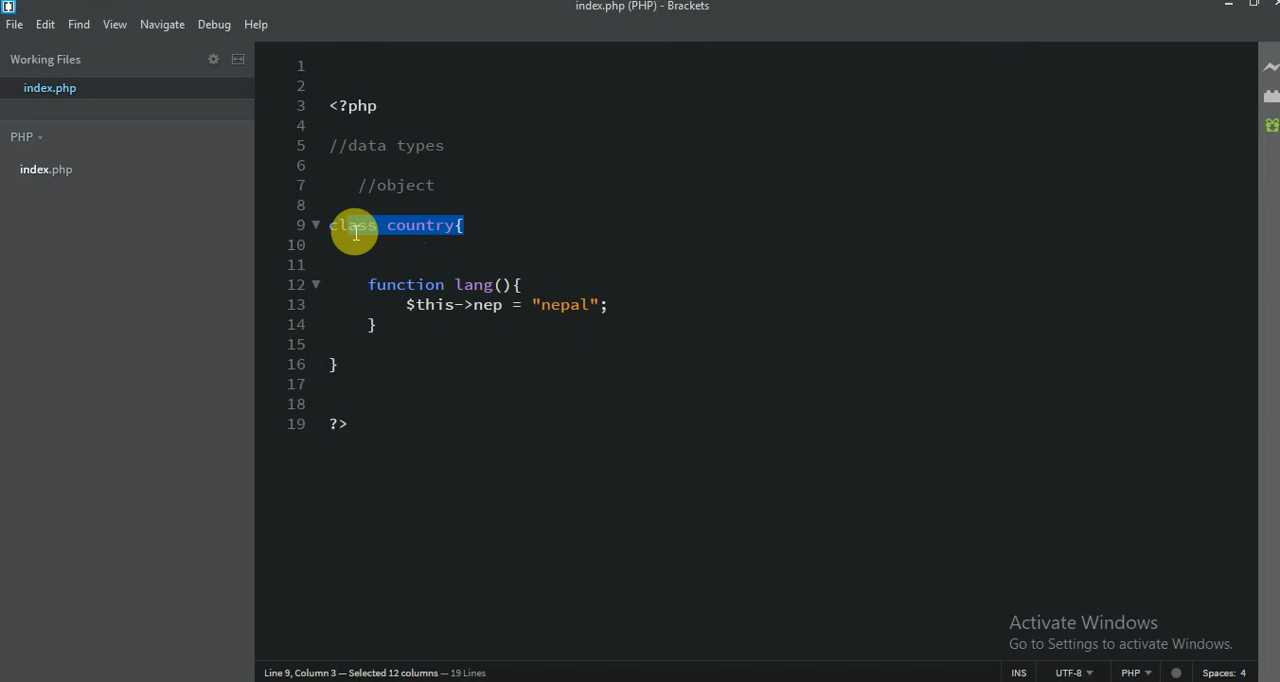 index.php (PHP) - Brackets
File Edit Find View Navigate Debug Help
Working Files
index.php
PHP
index.php
1
2
3 <?php
4
5 //data types
6
7 //object
8
9 class country{
10
11
12 function lang(){
13 $this->nep = "nepal";
14 }
15
16 }
17
18
19 ?>
Activate Windows
Go to Settings to activate Windows.
Line 9, Column 3 — Selected 12 columns — 19 Lines
INS UTF-8 PHP Spaces: 4